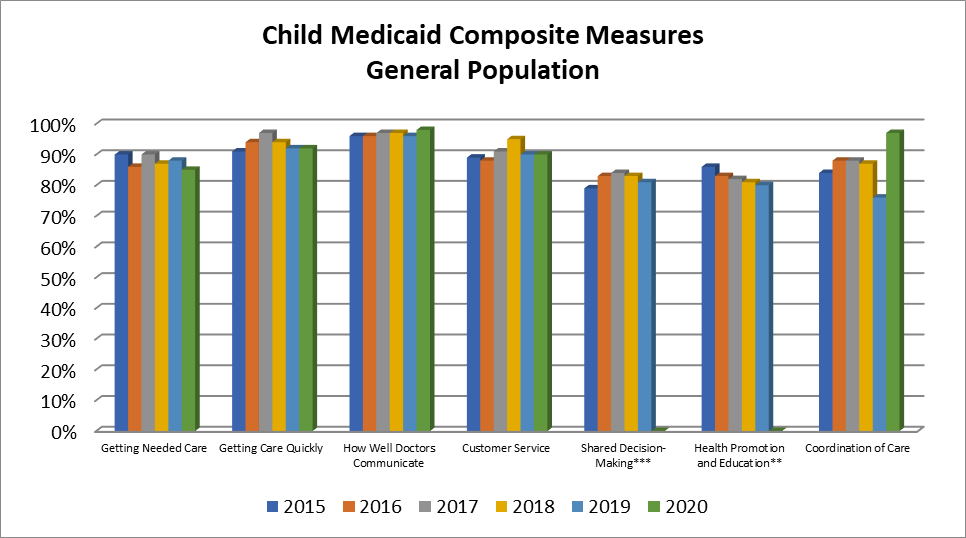 Child Medicaid Composite Measures
General Population
100%
90%
80%
70%
60%
50%
40%
30%
20%
10%
0%
Getting Needed Care
Getting Care Quickly
How Well Doctors
Communicate
Customer Service
Shared Decision-
Making***
Health Promotion
and Education**
Coordination of Care
2015 2016 2017 2018 2019 2020